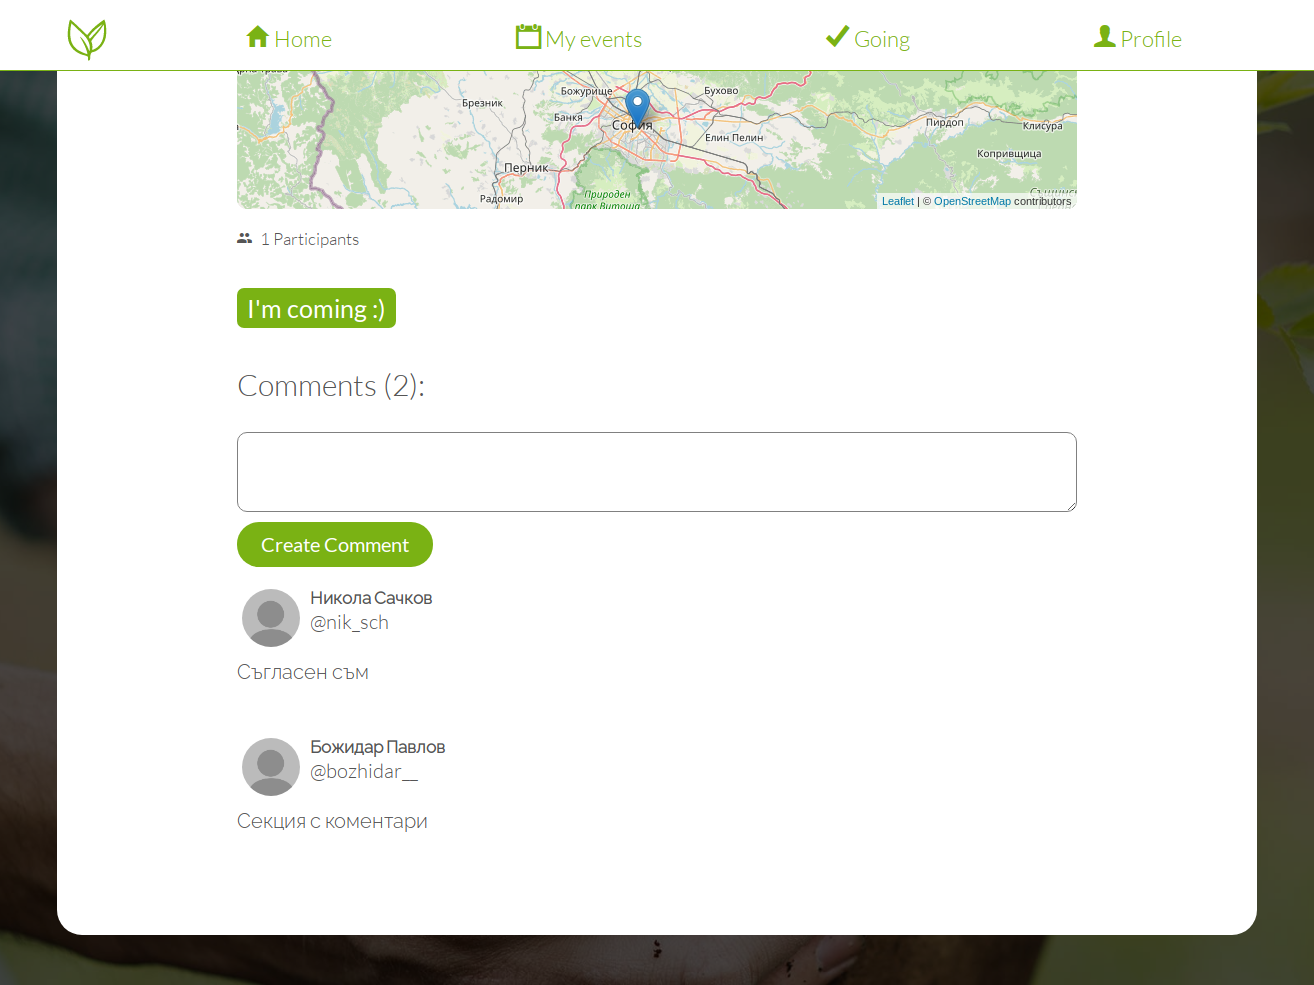 Home
My events
Going
Profile
Божурище
Бухово
Брезник
Банкя
София
Елин Пелин
Пирдоп
Клисура
Копривщица
Перник
Радомир
Природен
парк Витоша
Leaflet | © OpenStreetMap contributors
1 Participants
I'm coming :)
Comments (2):
Create Comment
Никола Сачков
@nik_sch
Съгласен съм
Божидар Павлов
@bozhidar__
Секция с коментари